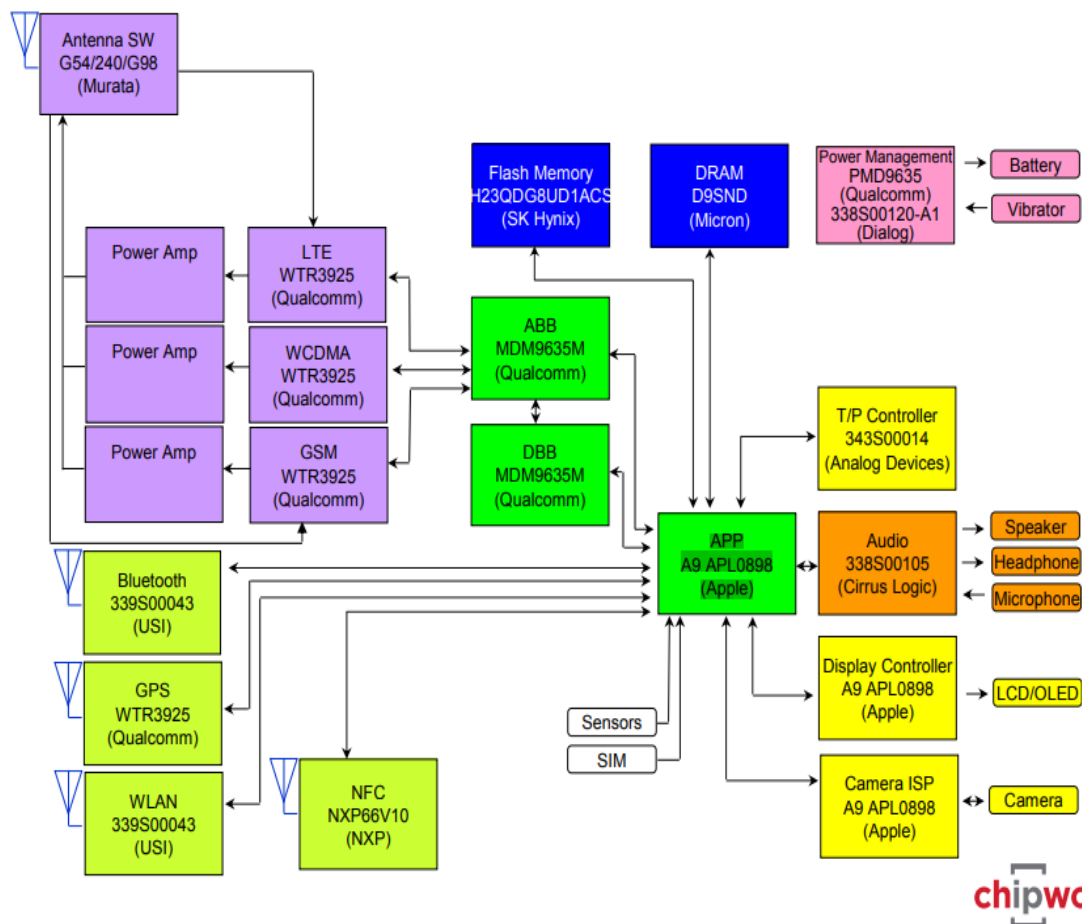 Antenna SW
G54/240/G98
(Murata)
Flash Memory
H23QDG8UD1ACS
(SK Hynix)
DRAM
D9SND
(Micron)
Power Management
PMD9635
(Qualcomm)
338S00120-A1
(Dialog)
Battery
Vibrator
Power Amp
LTE
WTR3925
(Qualcomm)
Power Amp
WCDMA
WTR3925
(Qualcomm)
Power Amp
GSM
WTR3925
(Qualcomm)
ABB
MDM9635M
(Qualcomm)
DBB
MDM9635M
(Qualcomm)
T/P Controller
343S00014
(Analog Devices)
APP
A9 APL0898
(Apple)
Audio
338S00105
(Cirrus Logic)
Speaker
Headphone
Microphone
Bluetooth
339S00043
(USI)
GPS
WTR3925
(Qualcomm)
WLAN
339S00043
(USI)
NFC
NXP66V10
(NXP)
Sensors
SIM
Display Controller
A9 APL0898
(Apple)
LCD/OLED
Camera ISP
A9 APL0898
(Apple)
Camera
chipwo